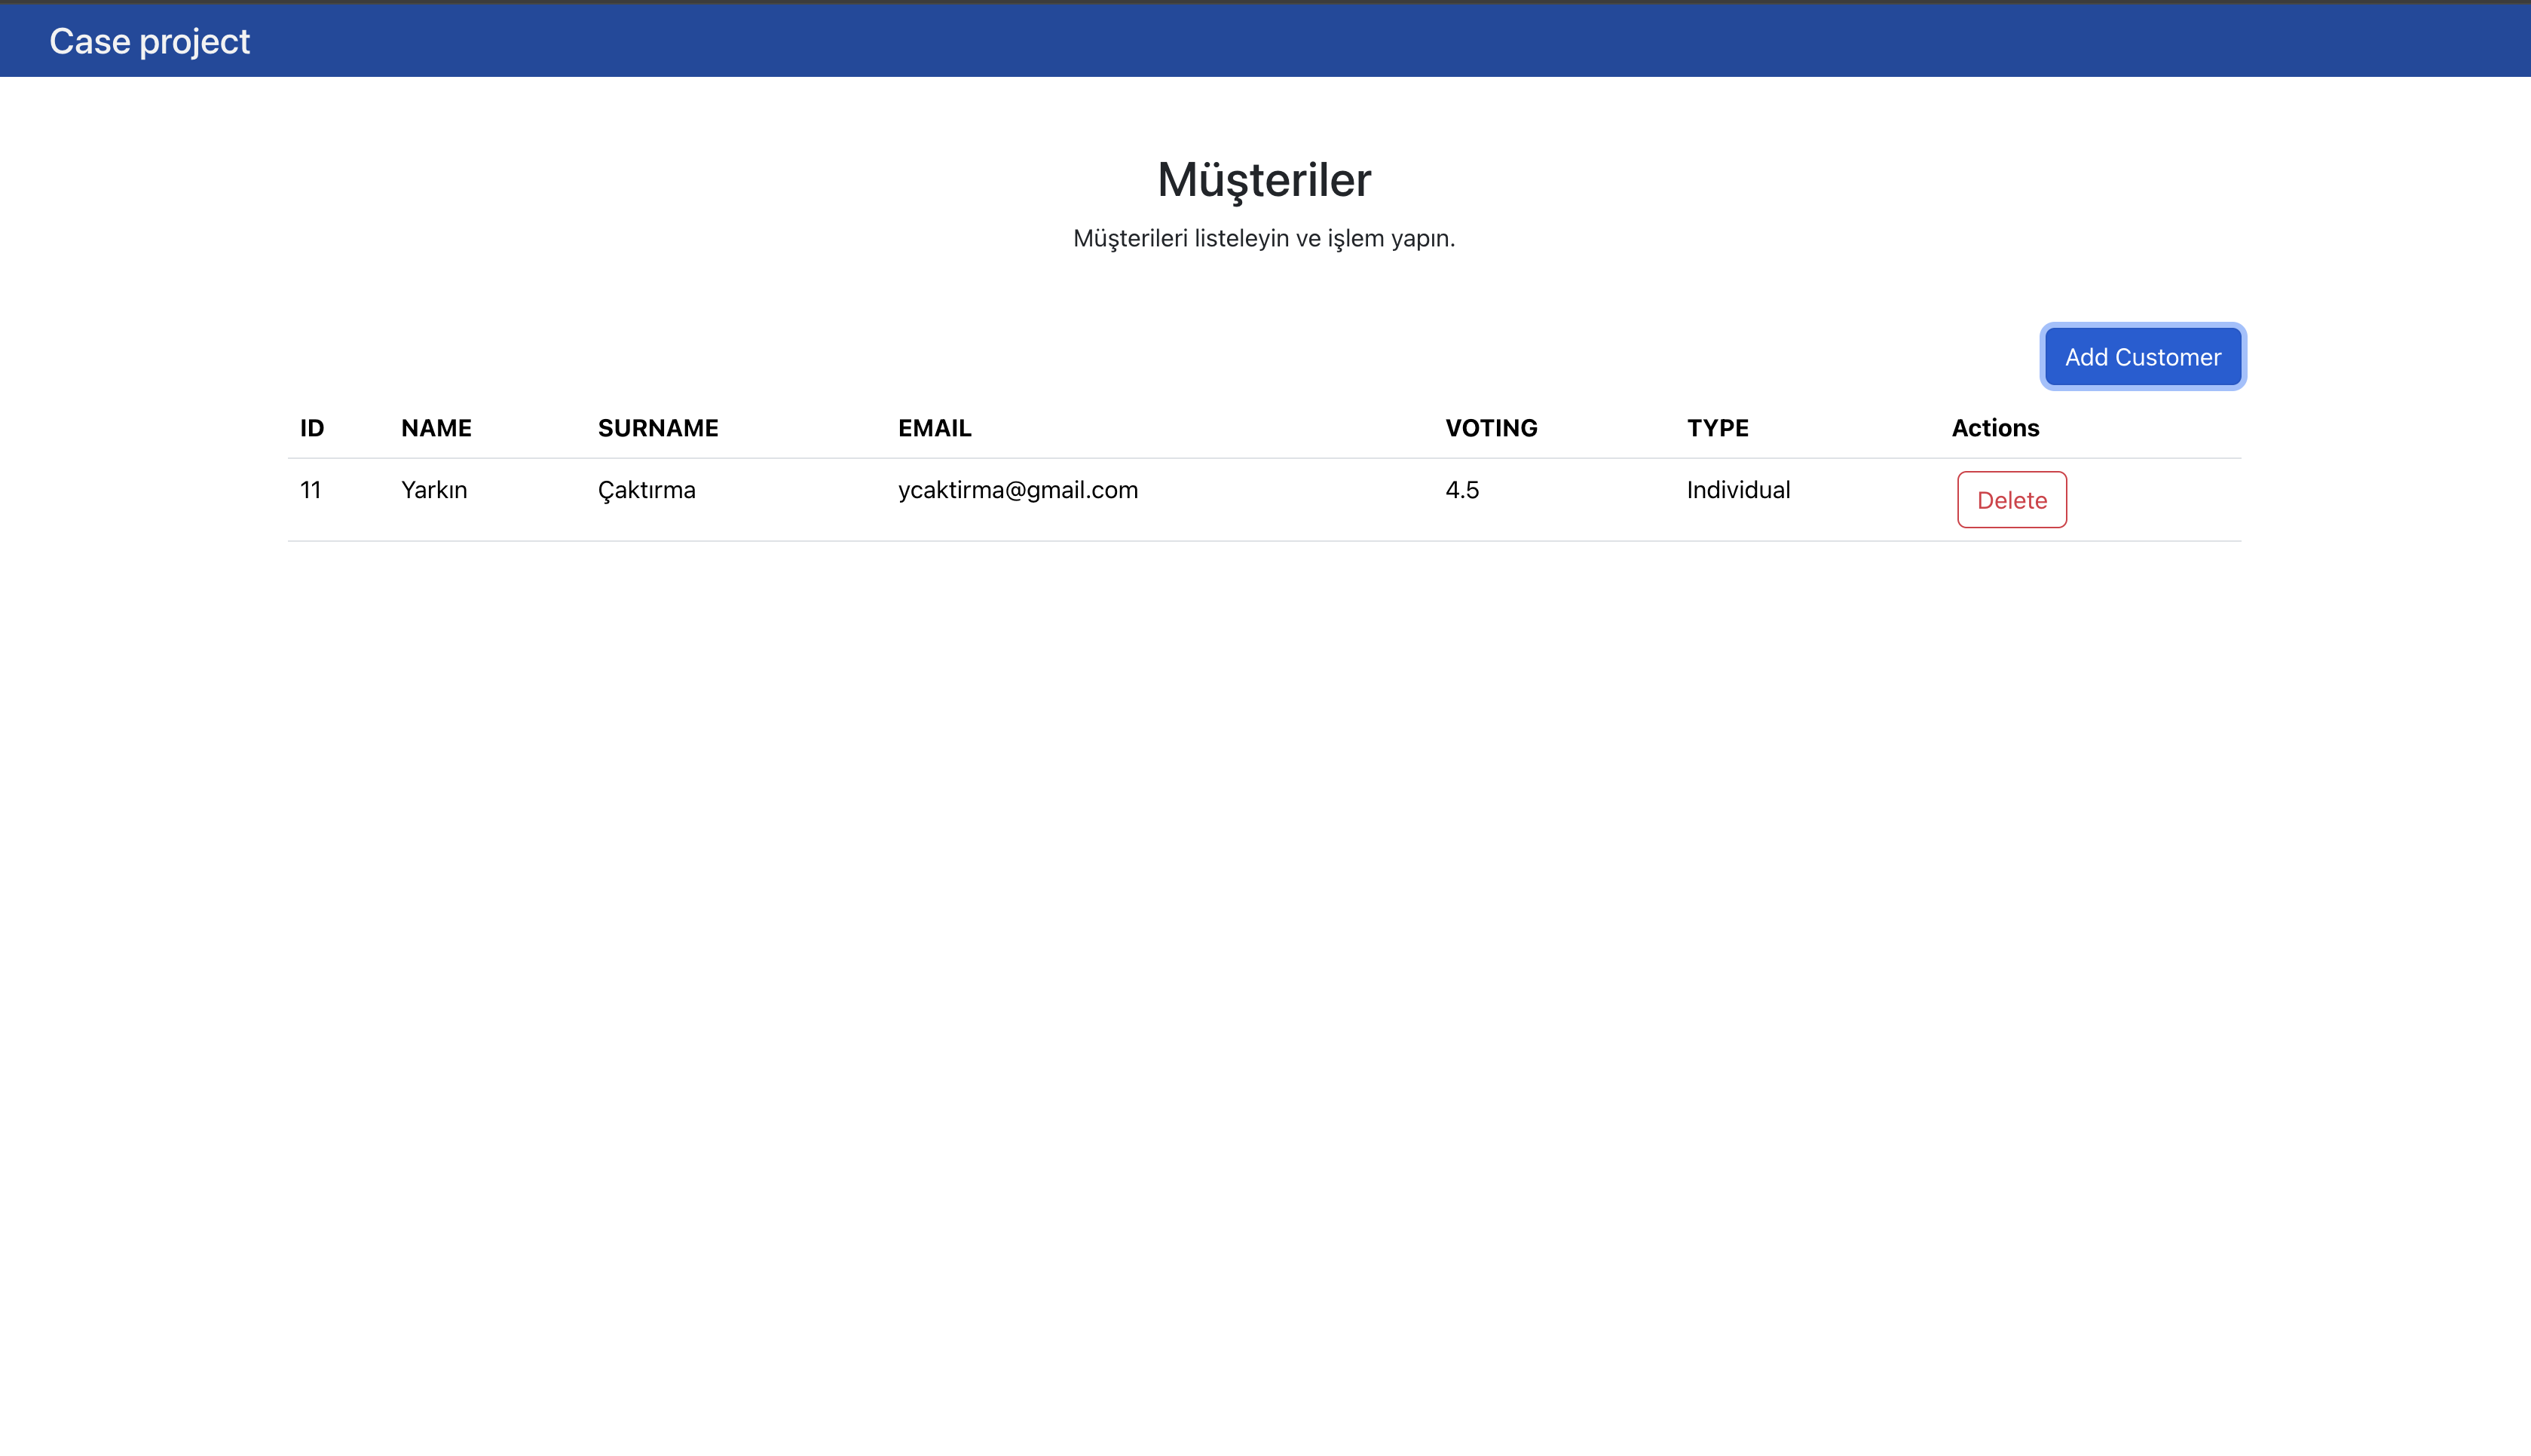 Case project
Müşteriler
Müşterileri listeleyin ve işlem yapın.
Add Customer
ID NAME SURNAME EMAIL VOTING TYPE Actions
11 Yarkın Çaktırma ycaktirma@gmail.com 4.5 Individual Delete